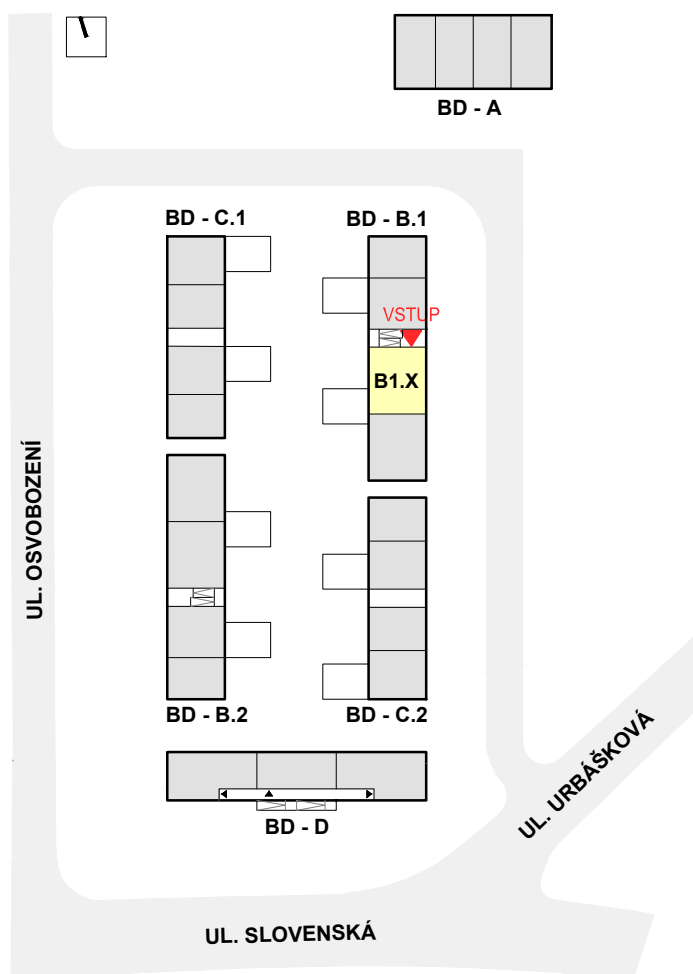 BD - A
BD - C.1
BD - B.1
VSTUP
B1.X
UL. OSVOBOZENÍ
BD - B.2
BD - C.2
UL. URBÁŠKOVÁ
BD - D
UL. SLOVENSKÁ